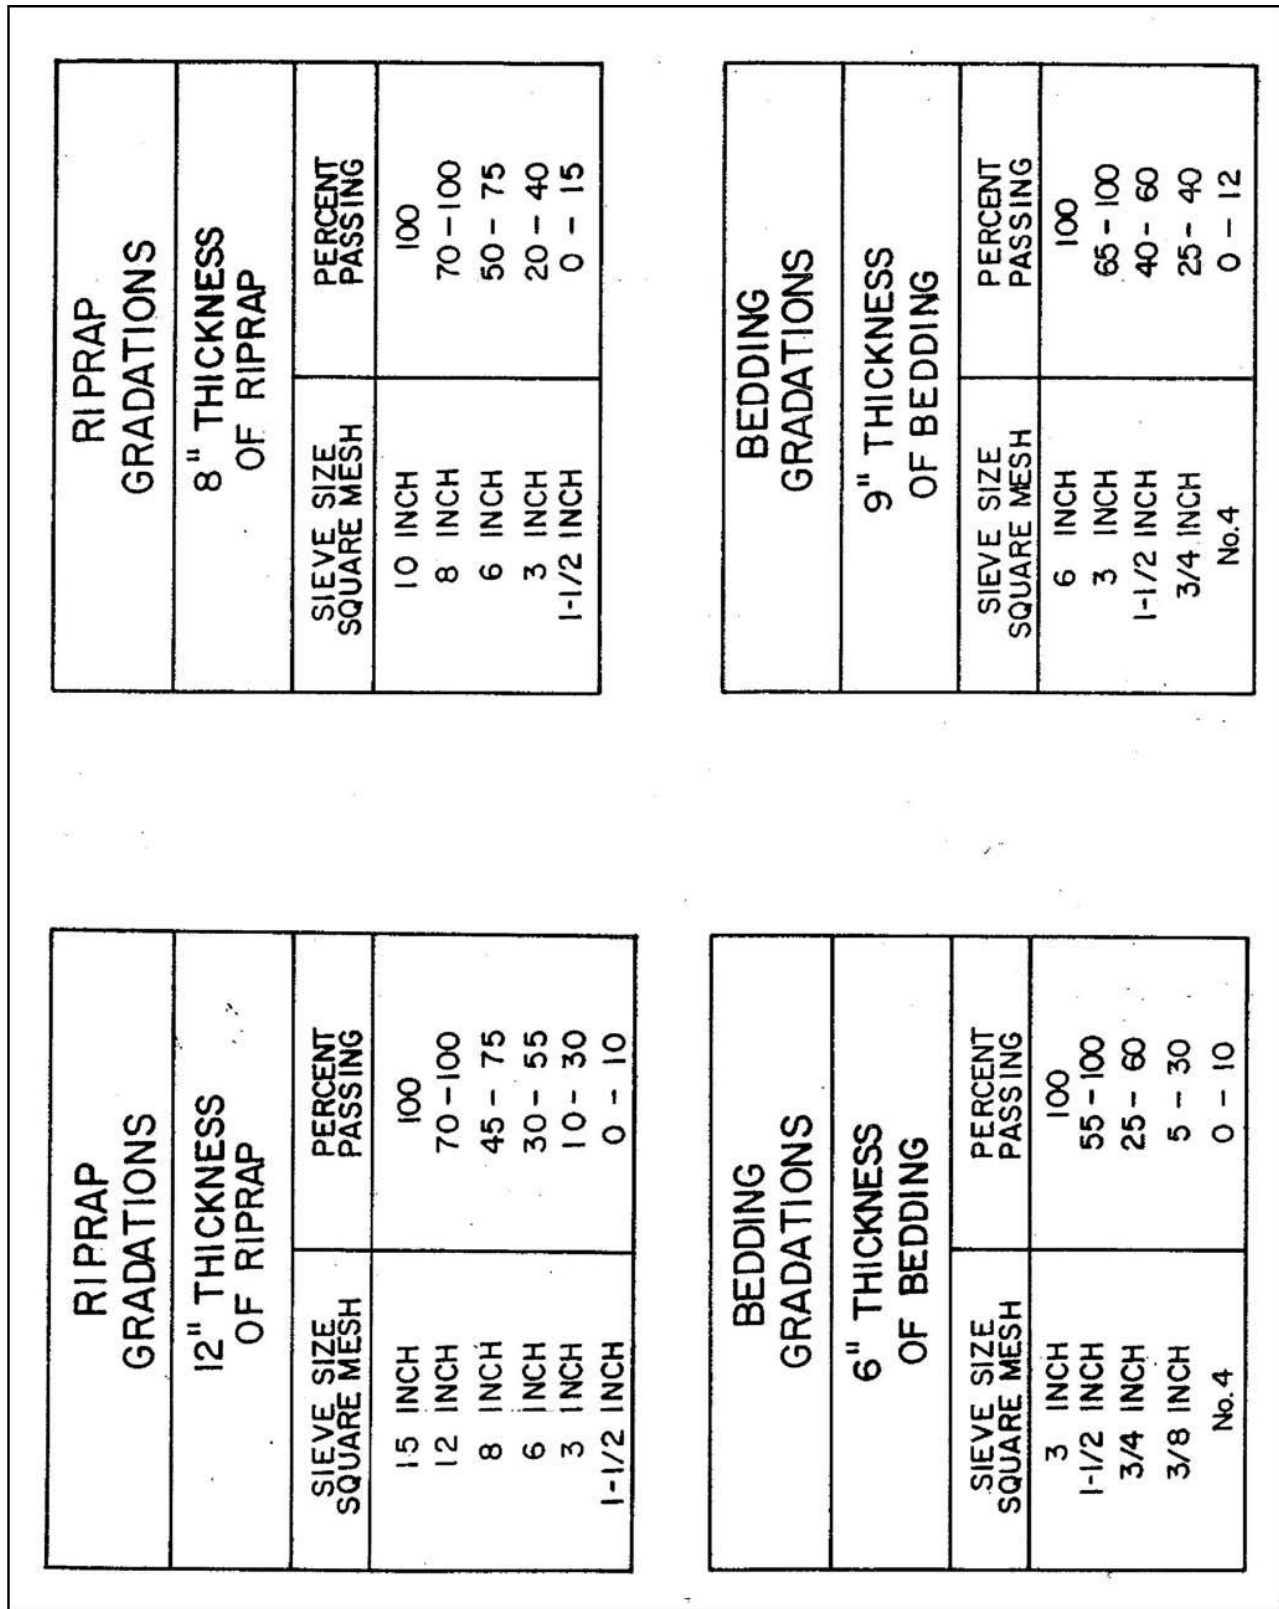 RIPRAP
GRADATIONS
12" THICKNESS
OF RIPRAP
SIEVE SIZE PERCENT
SQUARE MESH PASSING
15 INCH 100
12 INCH 70-100
8 INCH 45-75
6 INCH 30-55
3 INCH 10-30
1-1/2 INCH 0-10
RIPRAP
GRADATIONS
8" THICKNESS
OF RIPRAP
SIEVE SIZE PERCENT
SQUARE MESH PASSING
10 INCH 100
8 INCH 70-100
6 INCH 50-75
3 INCH 20-40
1-1/2 INCH 0-15
BEDDING
GRADATIONS
6" THICKNESS
OF BEDDING
SIEVE SIZE PERCENT
SQUARE MESH PASSING
3 INCH 100
1-1/2 INCH 55-100
3/4 INCH 25-60
3/8 INCH 5-30
No.4 0-10
BEDDING
GRADATIONS
9" THICKNESS
OF BEDDING
SIEVE SIZE PERCENT
SQUARE MESH PASSING
6 INCH 100
3 INCH 65-100
1-1/2 INCH 40-60
3/4 INCH 25-40
No.4 0-12